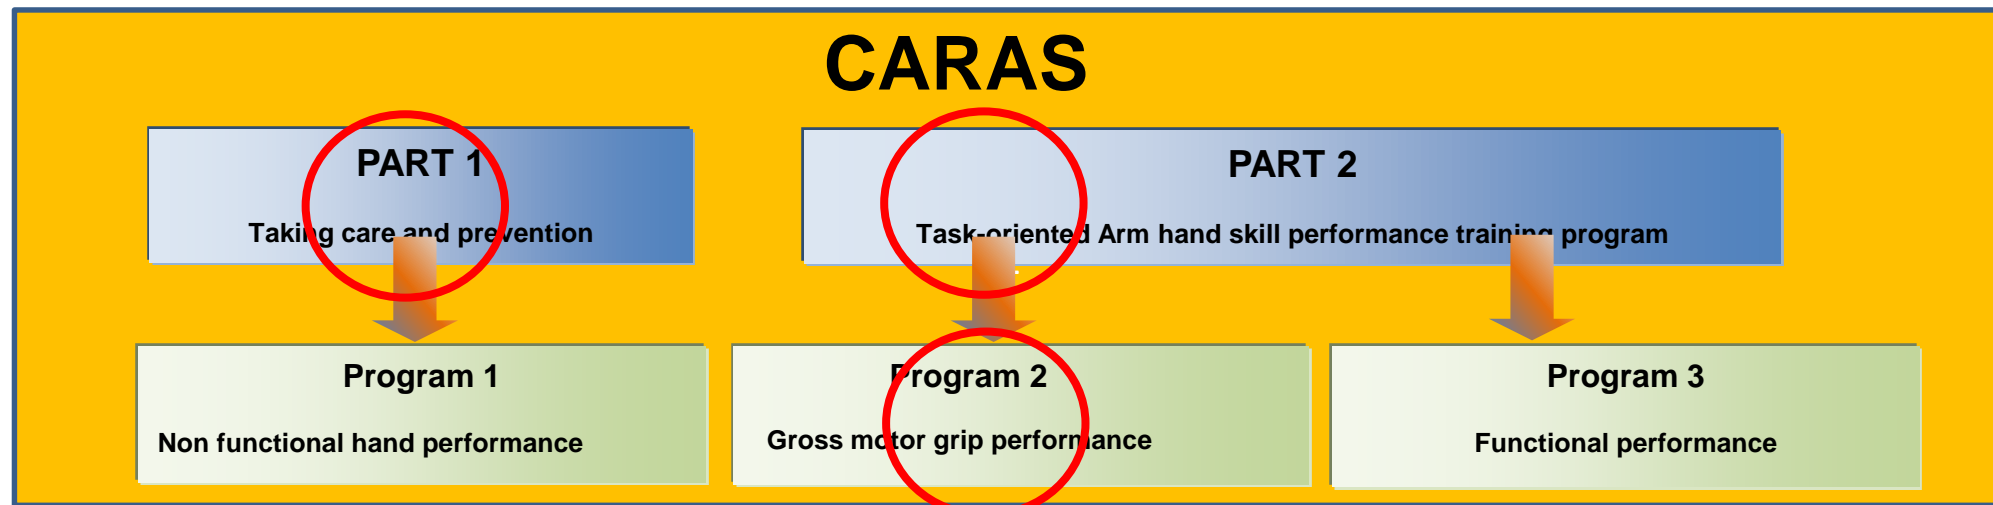 CARAS
PART 1
Taking care and prevention
PART 2
Task-oriented Arm hand skill performance training program
Program 1
Non functional hand performance
Program 2
Gross motor grip performance
Program 3
Functional performance